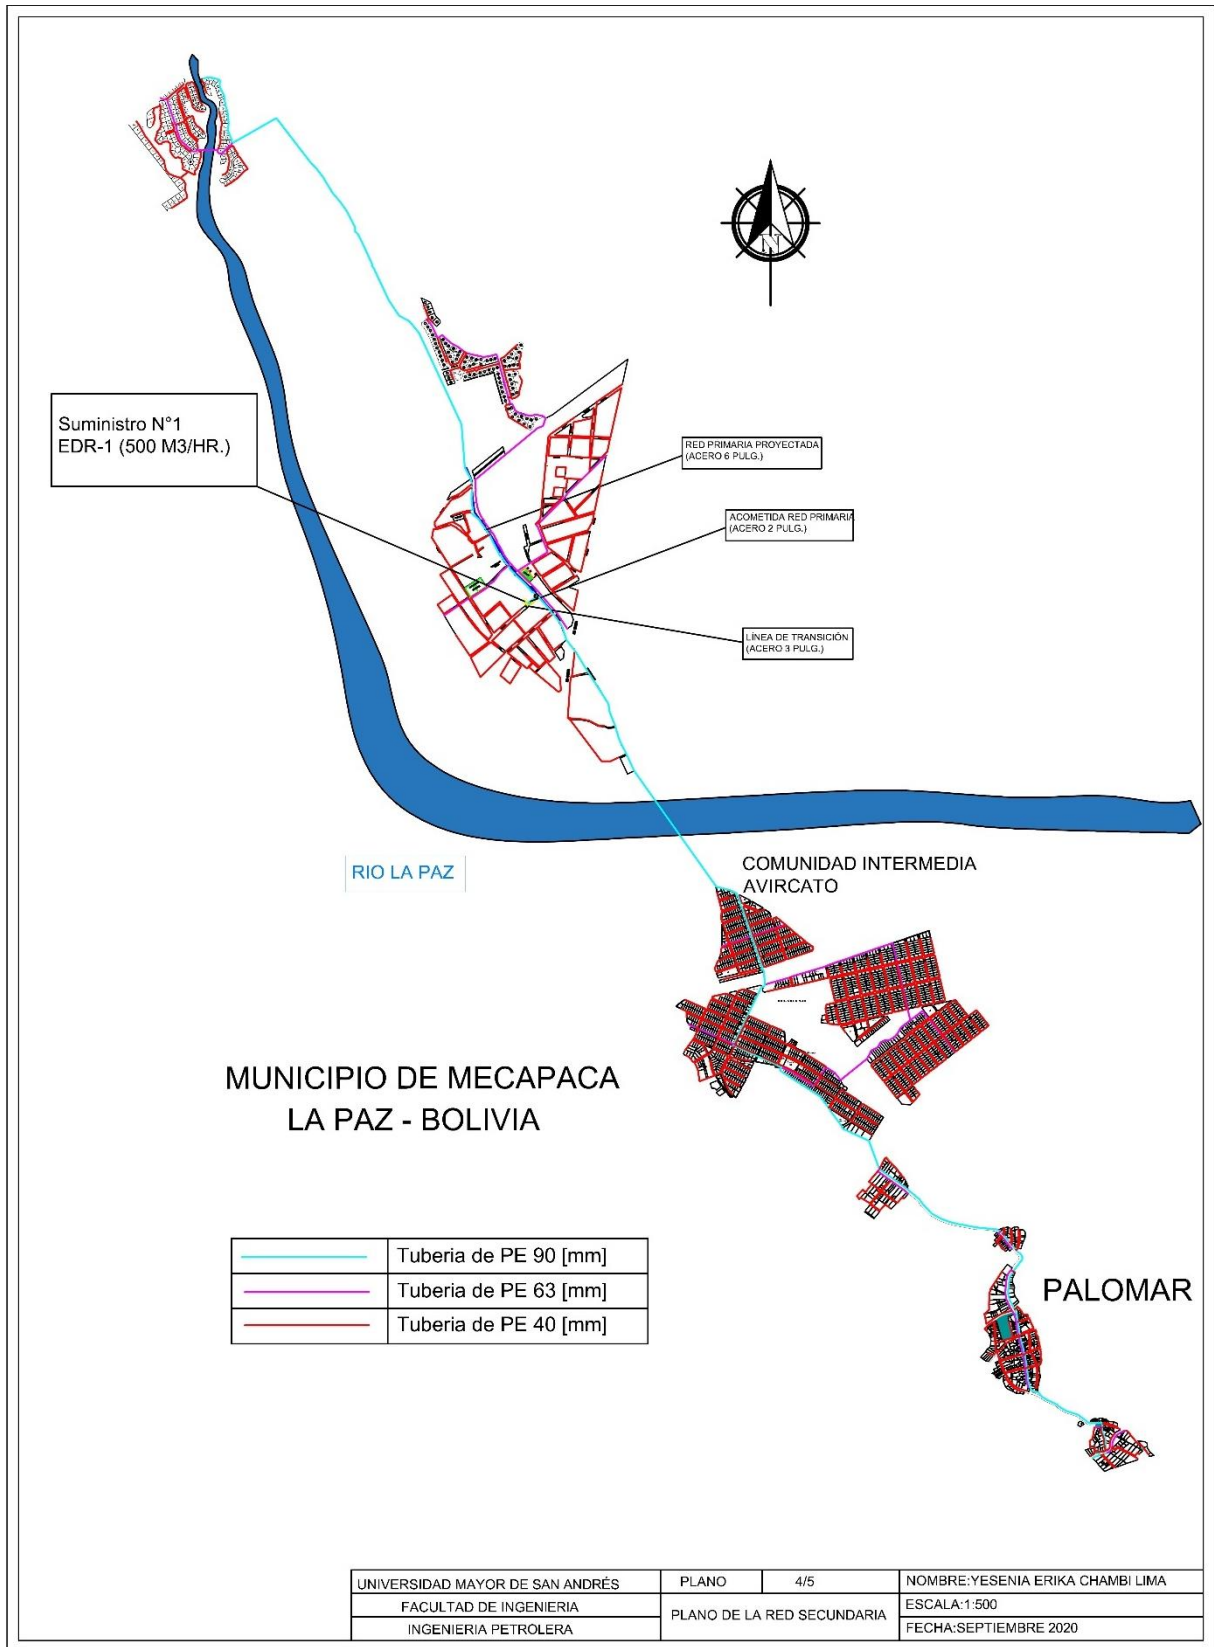 N
Suministro N°1
EDR-1 (500 M3/HR.)
RED PRIMARIA PROYECTADA
(ACERO 6 PULG.)
ACOMETIDA RED PRIMARIA
(ACERO 2 PULG.)
LÍNEA DE TRANSICIÓN
(ACERO 3 PULG.)
RIO LA PAZ
COMUNIDAD INTERMEDIA
AVIRCATO
MUNICIPIO DE MECAPACA
LA PAZ - BOLIVIA
Tuberia de PE 90 [mm]
Tuberia de PE 63 [mm]
Tuberia de PE 40 [mm]
PALOMAR
UNIVERSIDAD MAYOR DE SAN ANDRÉS
FACULTAD DE INGENIERIA
INGENIERIA PETROLERA
PLANO 4/5
PLANO DE LA RED SECUNDARIA
NOMBRE:YESENIA ERIKA CHAMBI LIMA
ESCALA:1:500
FECHA:SEPTIEMBRE 2020